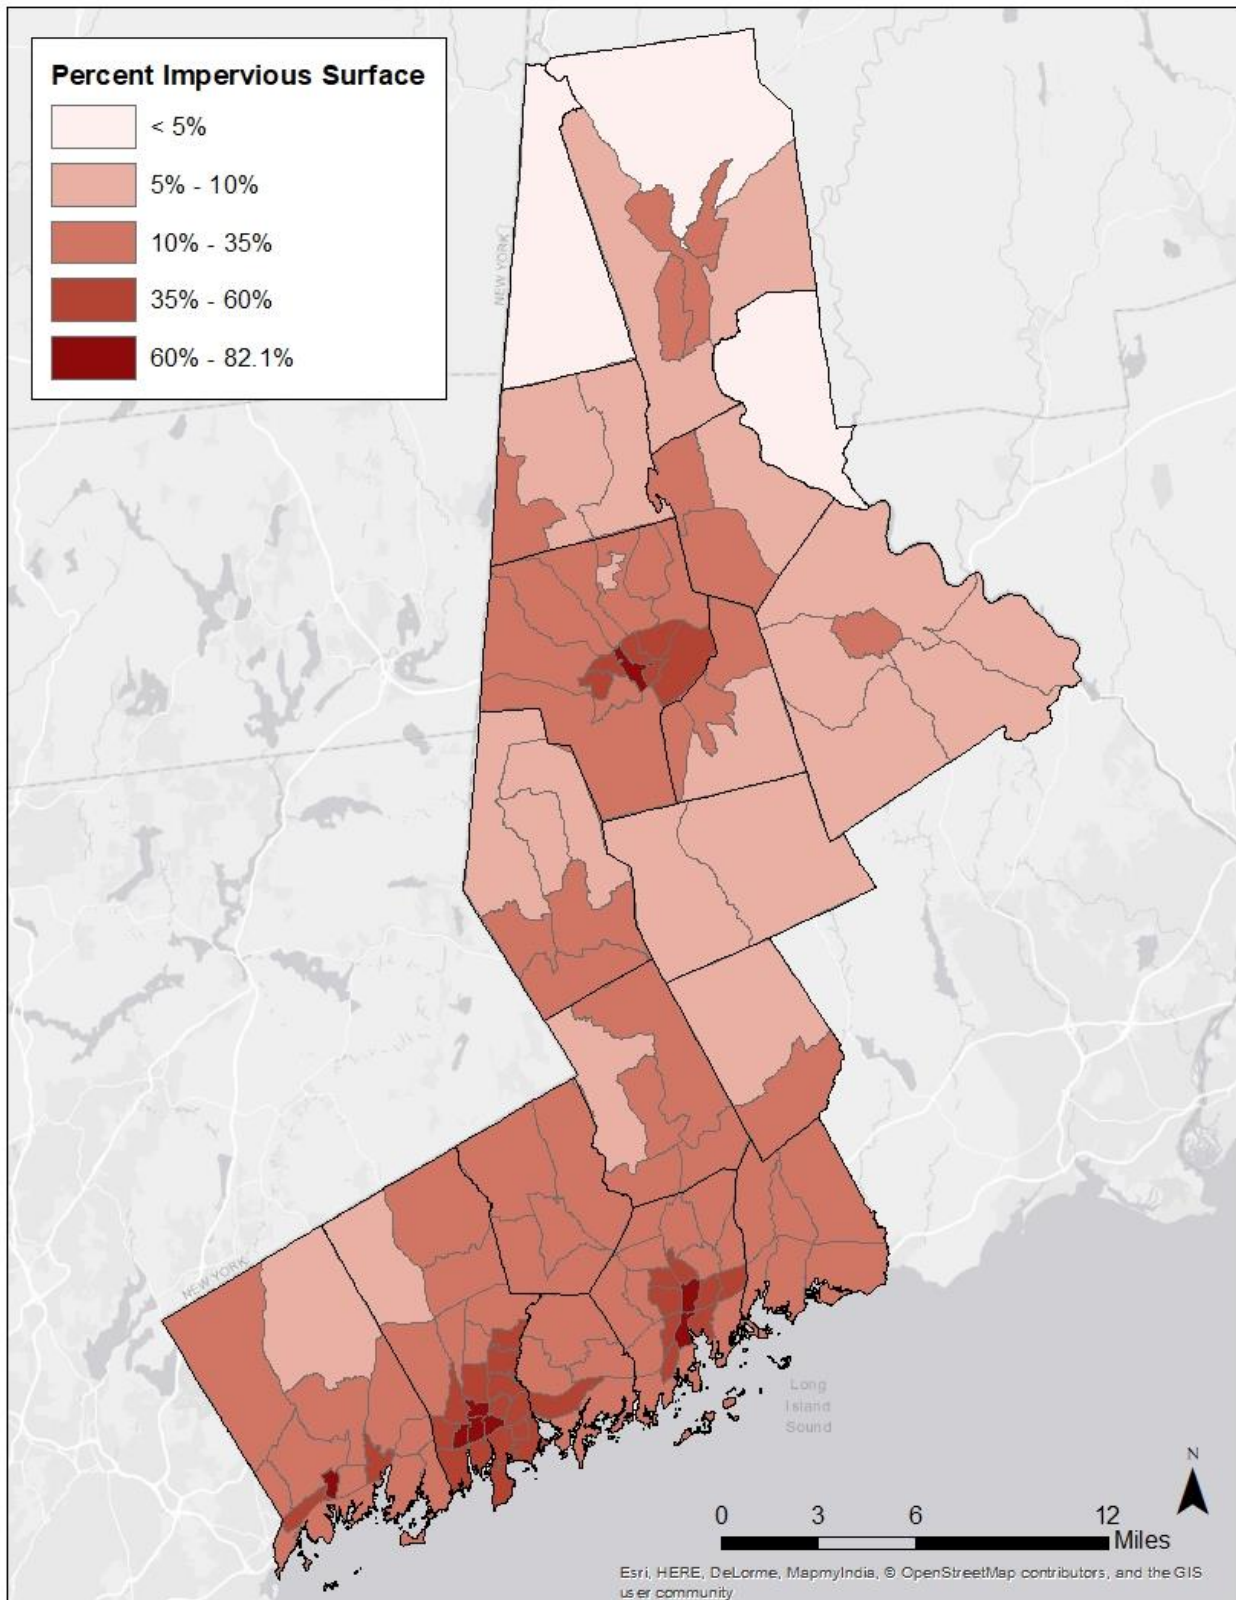 Percent Impervious Surface
< 5%
5% - 10%
10% - 35%
35% - 60%
60% - 82.1%
NEW YORK
NEW YORK
Long
Island
Sound
N
0 3 6 12
Miles
Esri, HERE, DeLorme, MapmyIndia, © OpenStreetMap contributors, and the GIS
user community